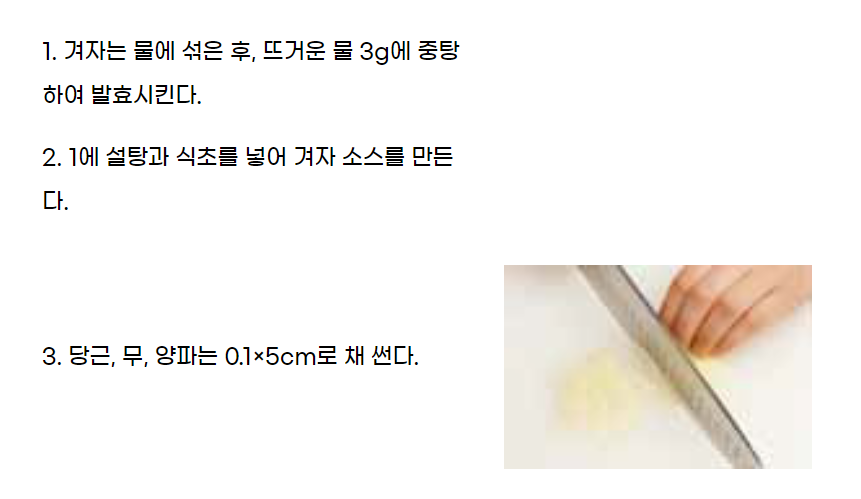 1. 겨자는 물에 섞은 후, 뜨거운 물 3g에 중탕
하여 발효시킨다.
2. 1에 설탕과 식초를 넣어 겨자 소스를 만든
다.
3. 당근, 무, 양파는 0.1×5cm로 채 썬다.